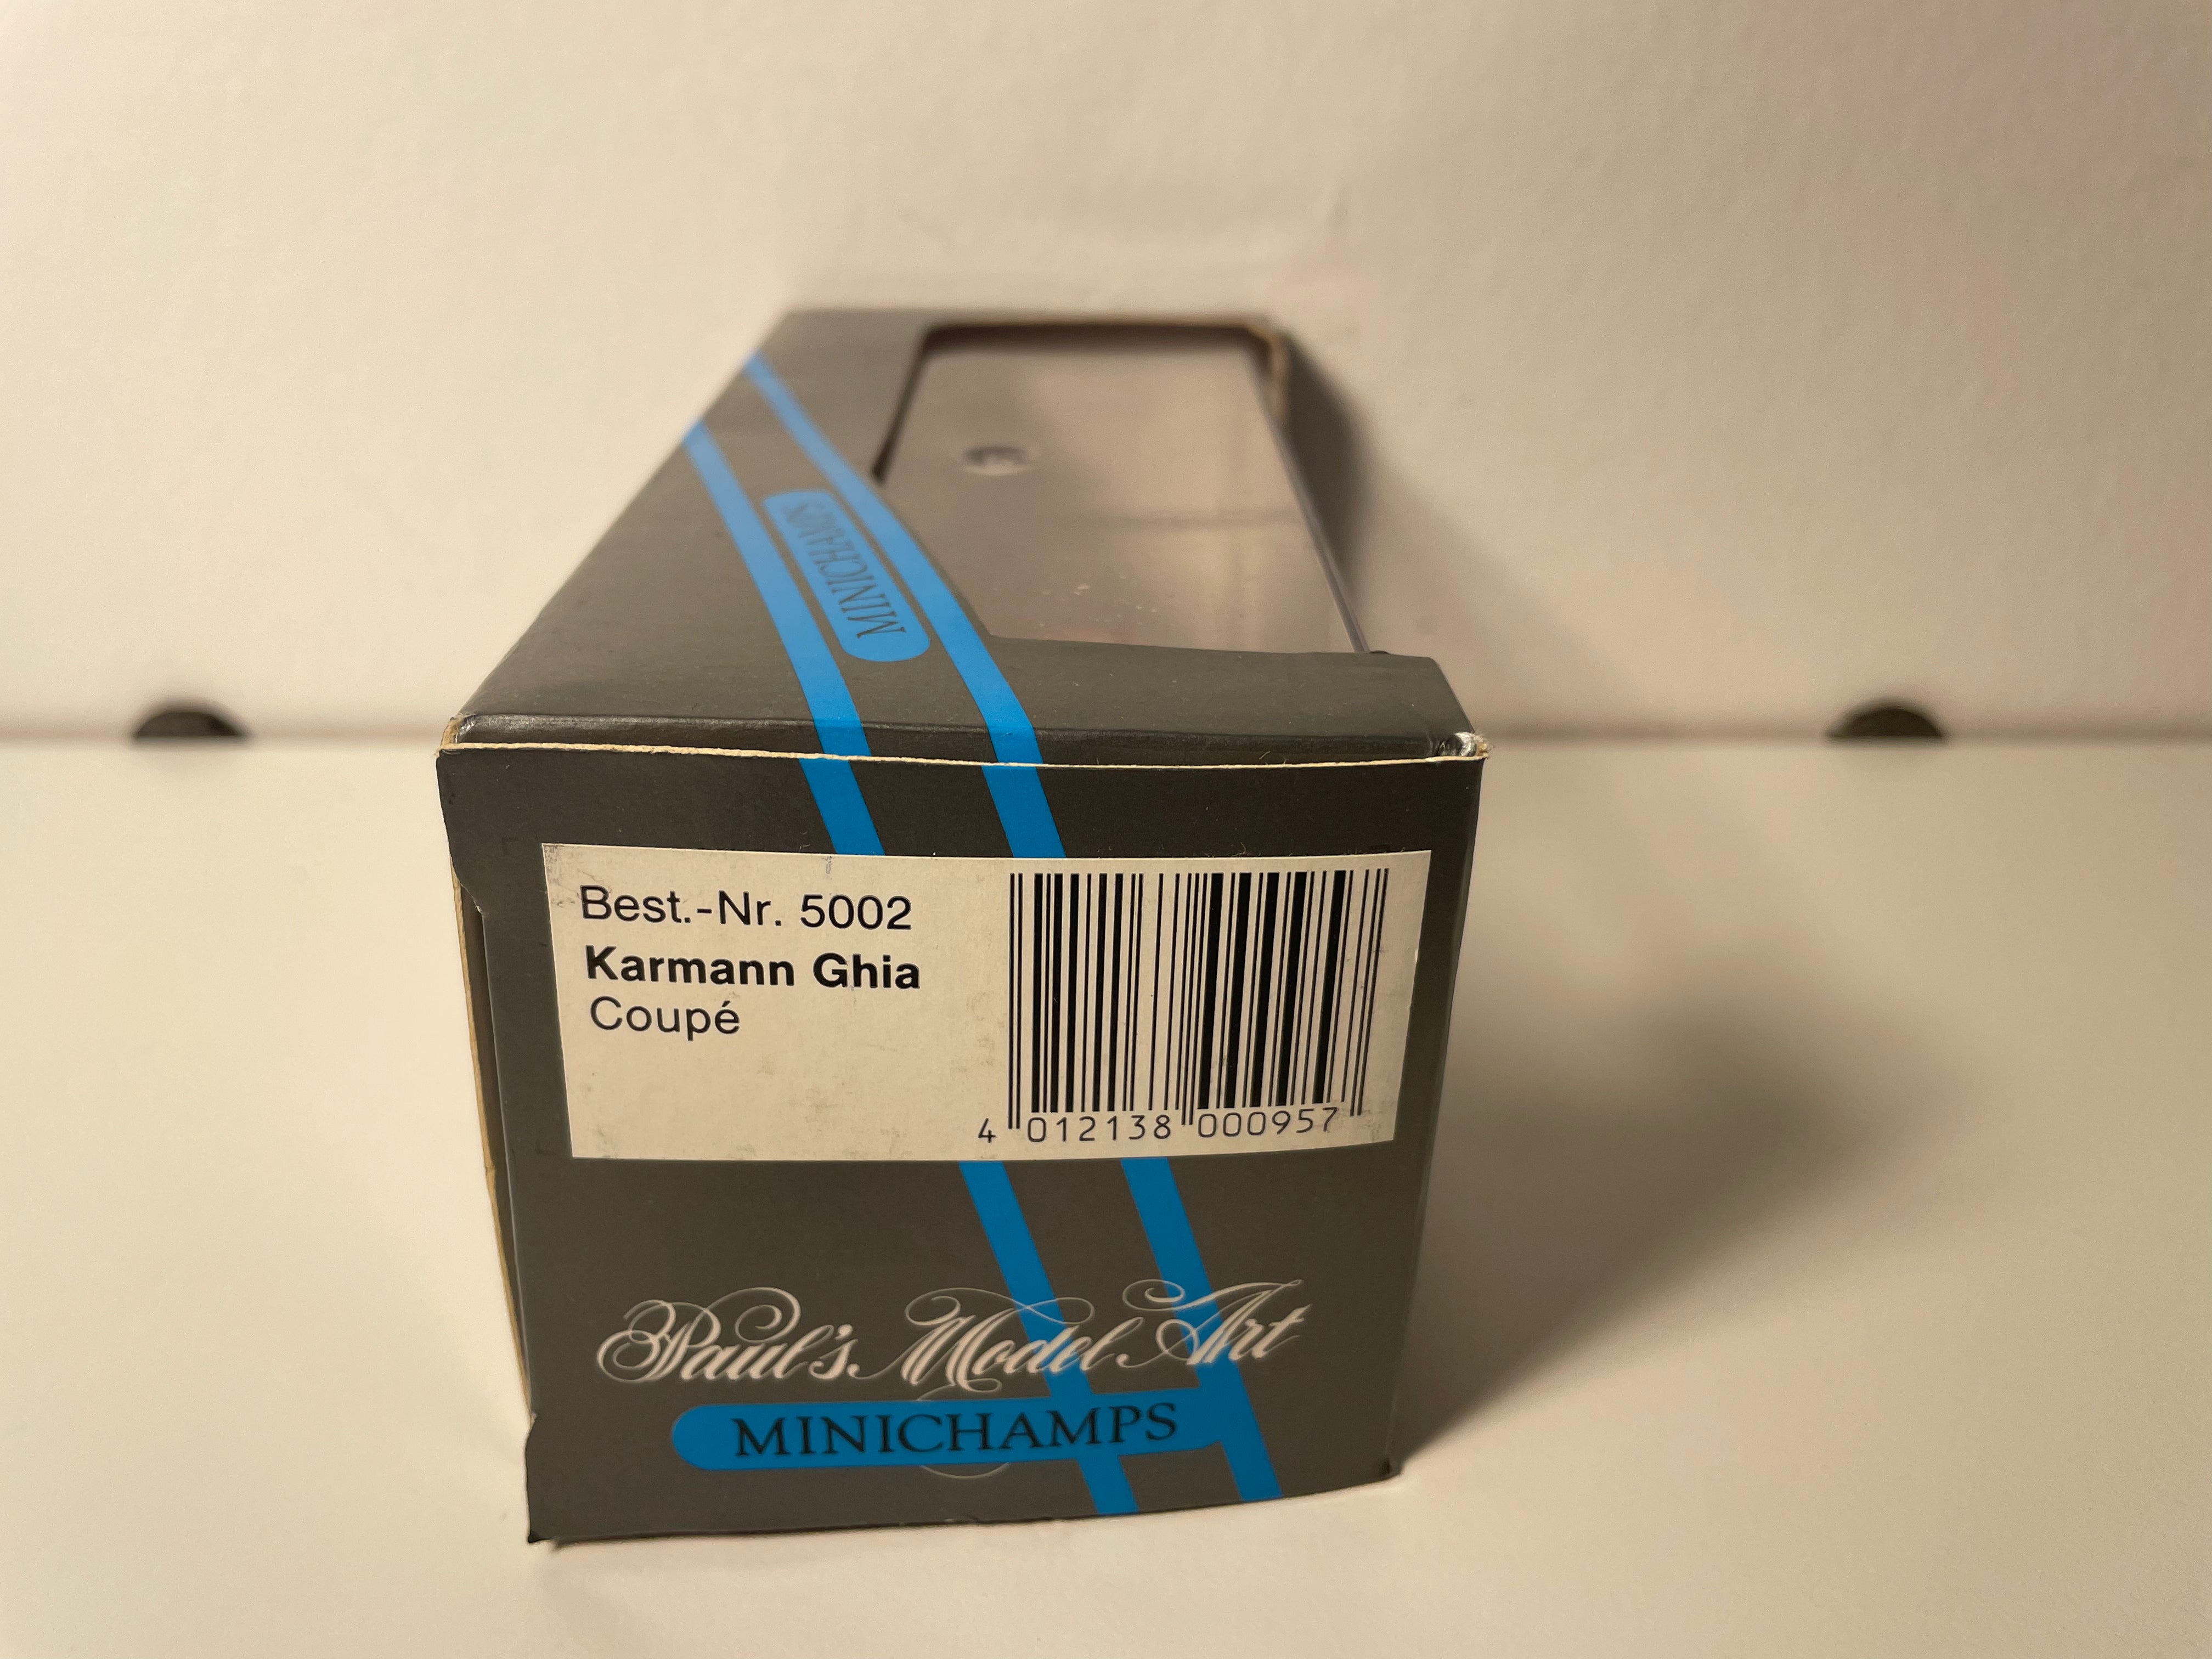 MINICHAMPS
Best.-Nr. 5002
Karmann Ghia
Coupé
4 012138 000957
Paul's Model Art
MINICHAMPS